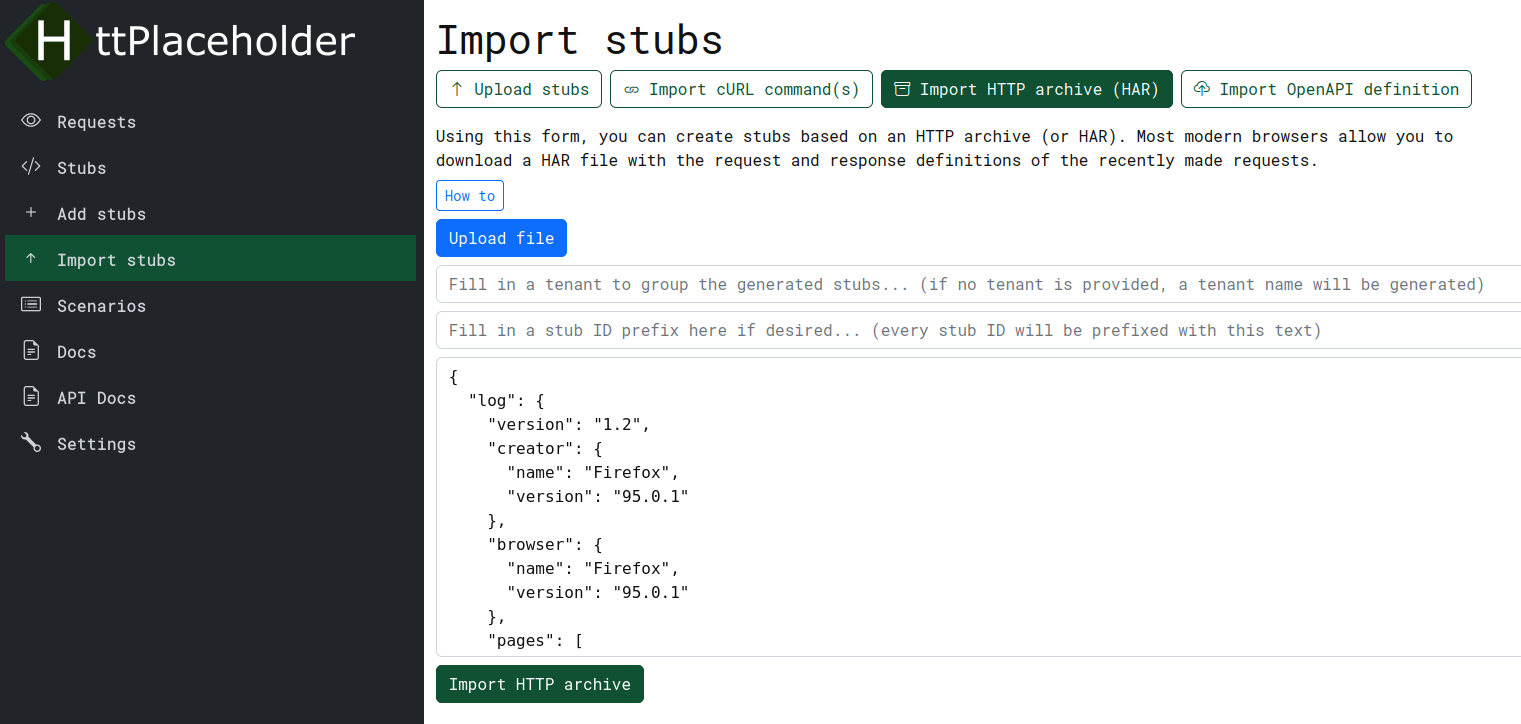 HttPlaceholder
Requests
Stubs
Add stubs
Import stubs
Scenarios
Docs
API Docs
Settings
Import stubs
Upload stubs
Import cURL command(s)
Import HTTP archive (HAR)
Import OpenAPI definition
Using this form, you can create stubs based on an HTTP archive (or HAR). Most modern browsers allow you to
download a HAR file with the request and response definitions of the recently made requests.
How to
Upload file
Fill in a tenant to group the generated stubs... (if no tenant is provided, a tenant name will be generated)
Fill in a stub ID prefix here if desired... (every stub ID will be prefixed with this text)
{
  "log": {
    "version": "1.2",
    "creator": {
      "name": "Firefox",
      "version": "95.0.1"
    },
    "browser": {
      "name": "Firefox",
      "version": "95.0.1"
    },
    "pages": [
Import HTTP archive